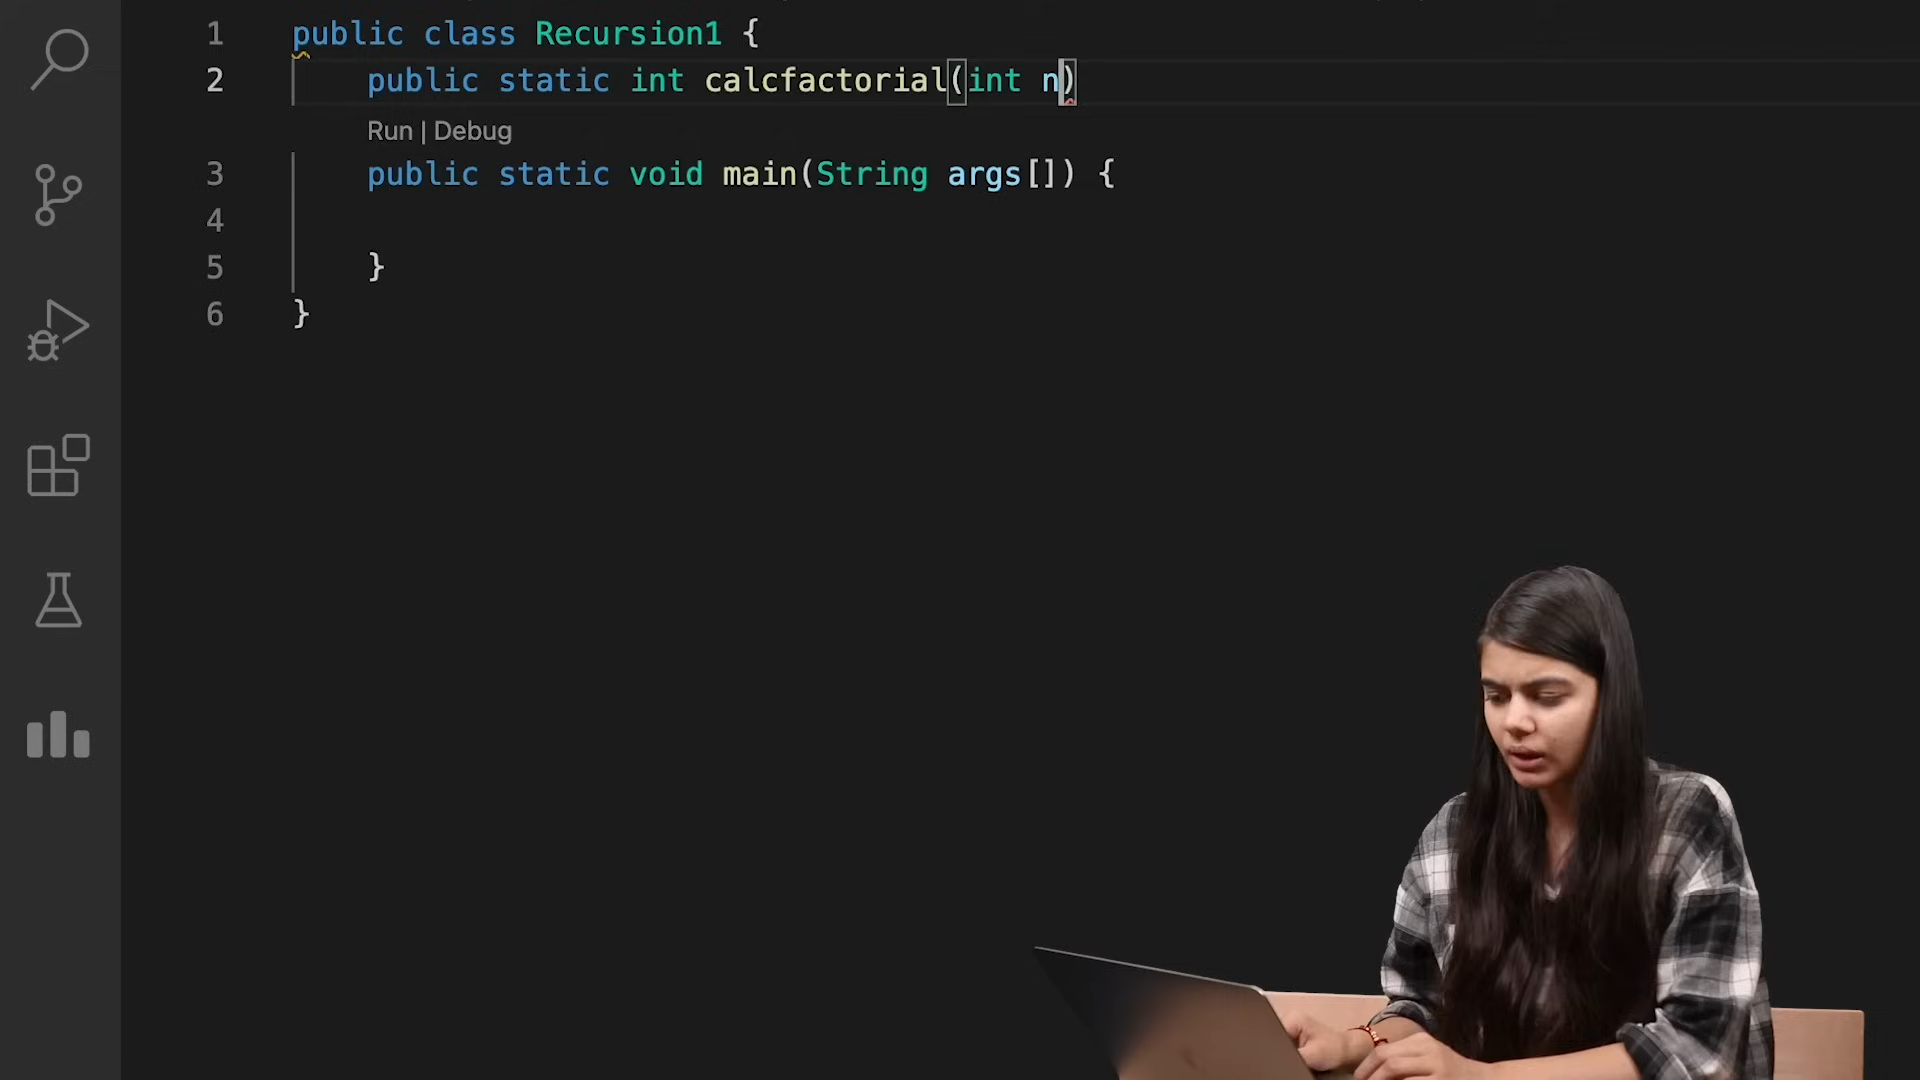 1 public class Recursion1 {
2 public static int calcfactorial(int n)
Run | Debug
3 public static void main(String args[]) {
4
5 }
6 }